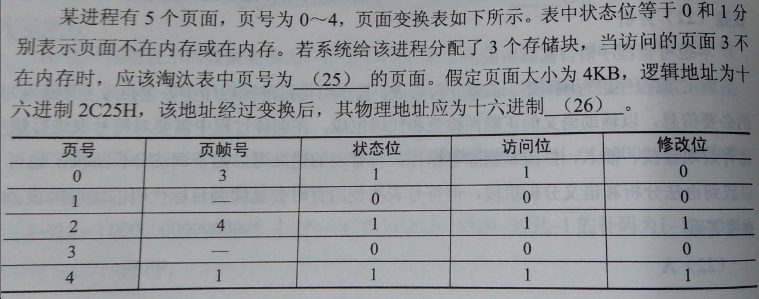 某进程有 5 个页面，页号为 0～4，页面变换表如下所示。表中状态位等于 0 和 1 分
别表示页面不在内存或在内存。若系统给该进程分配了 3 个存储块，当访问的页面 3 不
在内存时，应该淘汰表中页号为 （25） 的页面。假定页面大小为 4KB，逻辑地址为十
六进制 2C25H，该地址经过变换后，其物理地址应为十六进制 （26） 。
页号 页帧号 状态位 访问位 修改位
0 3 1 1 0
1 — 0 0 0
2 4 1 1 1
3 — 0 0 0
4 1 1 1 1